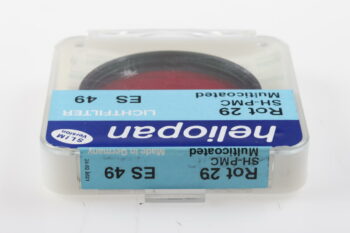 heliopan
SLIM
Version
LICHTFILTER
Rot 29
SH-PMC
Multicoated
ES 49
Made in Germany
Rot 29
SH-PMC
Multicoated
ES 49